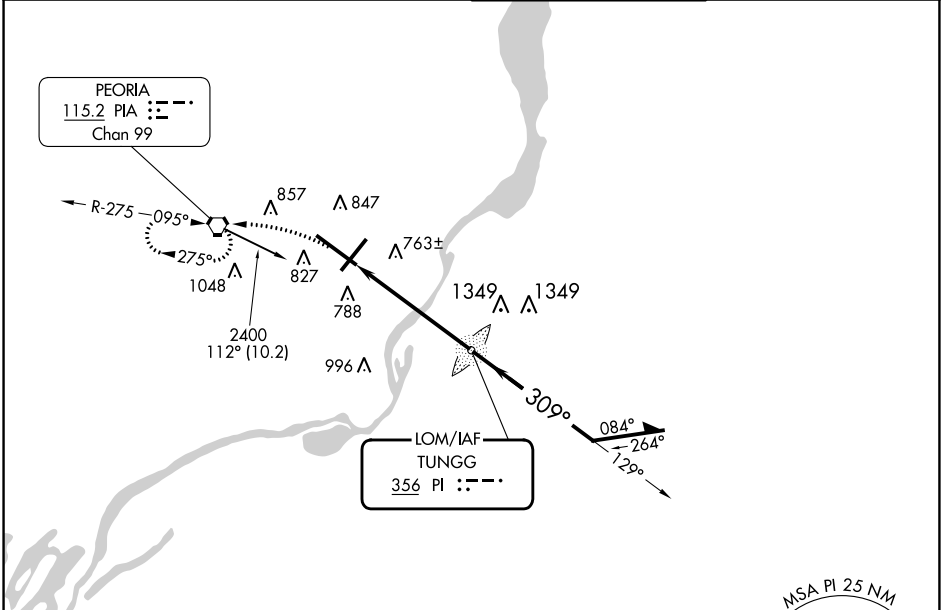 PEORIA
115.2 PIA
Chan 99
R-275
095°
275°
857
847
763±
827
1048
788
1349
1349
2400
112° (10.2)
996
309°
084°
264°
129°
LOM/IAF
TUNGG
356 PI
MSA PI 25 NM